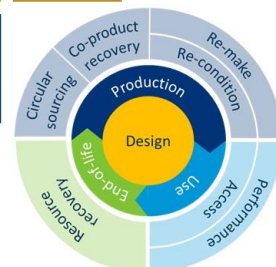 Circular
sourcing
Co-product
recovery
Re-make
Re-condition
Production
Design
Use
End-of-life
Resource
recovery
Access
Performance